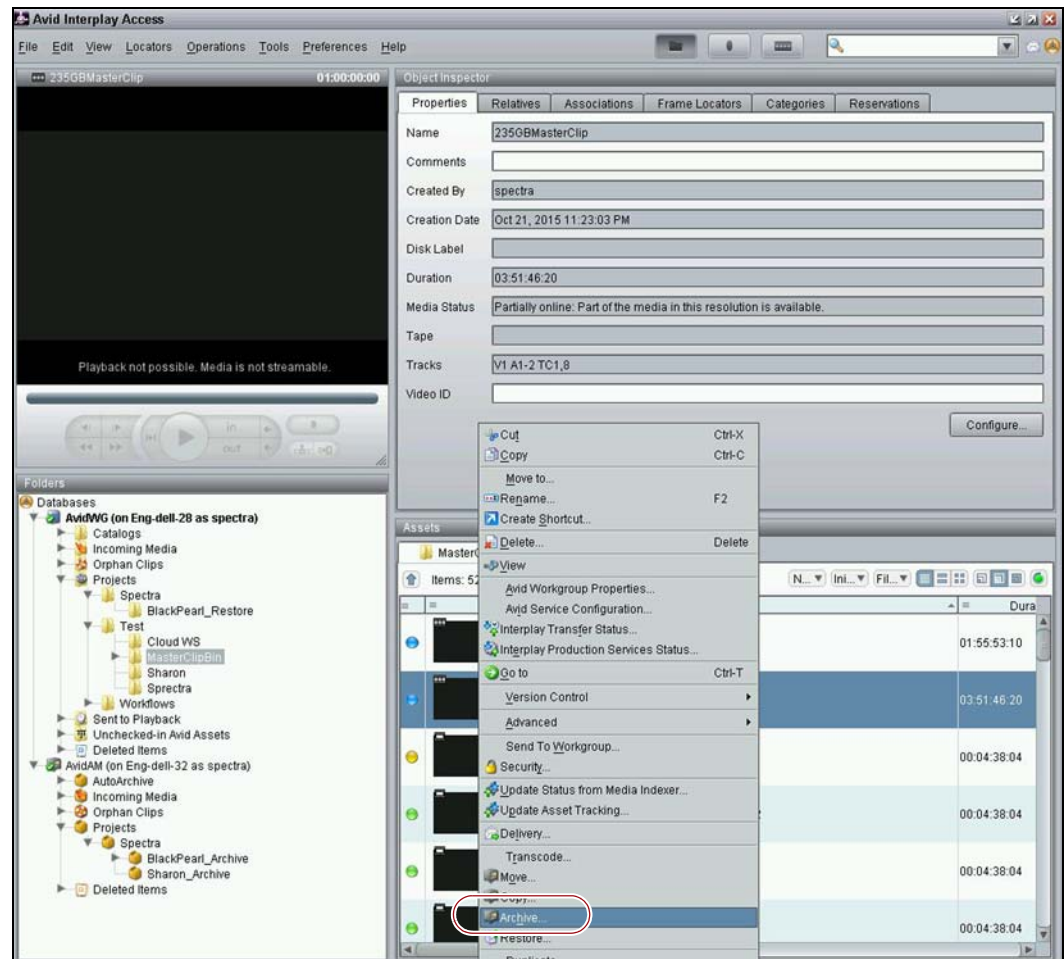 Avid Interplay Access
File Edit View Locators Operations Tools Preferences Help
235GBMasterClip 01:00:00:00
Playback not possible. Media is not streamable.
in
out
Object Inspector
Properties Relatives Associations Frame Locators Categories Reservations
Name 235GBMasterClip
Comments
Created By spectra
Creation Date Oct 21, 2015 11:23:03 PM
Disk Label
Duration 03:51:46:20
Media Status Partially online: Part of the media in this resolution is available.
Tape
Tracks V1 A1-2 TC1,8
Video ID
Configure...
Folders
Databases
AvidWG (on Eng-dell-28 as spectra)
Catalogs
Incoming Media
Orphan Clips
Projects
Spectra
BlackPearl_Restore
Test
Cloud WS
MasterClipBin
Sharon
Sprectra
Workflows
Sent to Playback
Unchecked-in Avid Assets
Deleted Items
AvidAM (on Eng-dell-32 as spectra)
AutoArchive
Incoming Media
Orphan Clips
Projects
Spectra
BlackPearl_Archive
Sharon_Archive
Deleted Items
Assets
Items: 52
N... Ini... Fil...
Dura
01:55:53:10
03:51:46:20
00:04:38:04
00:04:38:04
00:04:38:04
00:04:38:04
Cut Ctrl-X
Copy Ctrl-C
Move to...
Rename... F2
Create Shortcut...
Delete... Delete
View
Avid Workgroup Properties...
Avid Service Configuration...
Interplay Transfer Status...
Interplay Production Services Status...
Go to Ctrl-T
Version Control
Advanced
Send To Workgroup...
Security...
Update Status from Media Indexer...
Update Asset Tracking...
Delivery...
Transcode...
Move...
Copy...
Archive...
Restore...